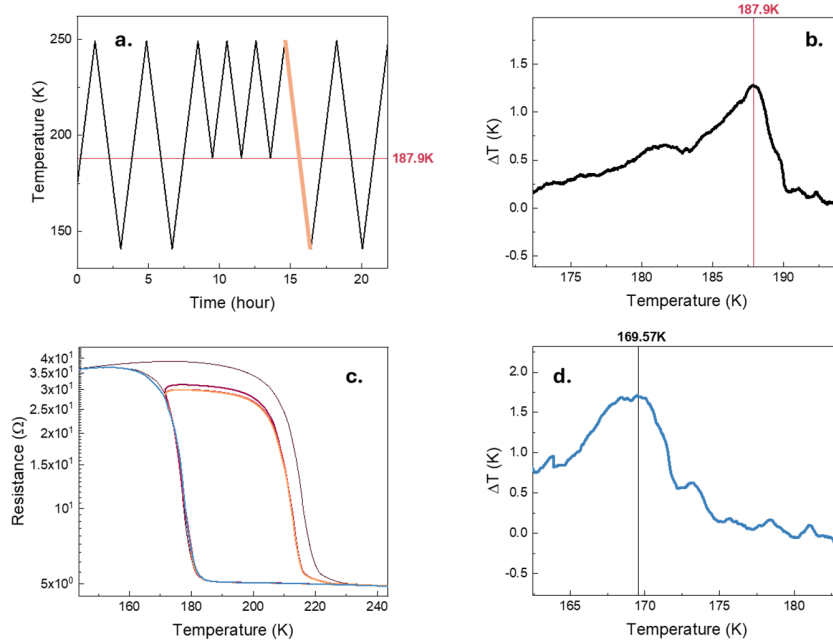 a.
250
200
150
Temperature (K)
187.9K
0
5
10
15
20
Time (hour)
187.9K
b.
1.5
1.0
0.5
0.0
-0.5
ΔT (K)
175
180
185
190
Temperature (K)
c.
4x10¹
3.5x10¹
3x10¹
2.5x10¹
1.5x10¹
10¹
5x10⁰
Resistance (Ω)
160
180
200
220
240
Temperature (K)
169.57K
d.
2.0
1.5
1.0
0.5
0.0
-0.5
ΔT (K)
165
170
175
180
Temperature (K)